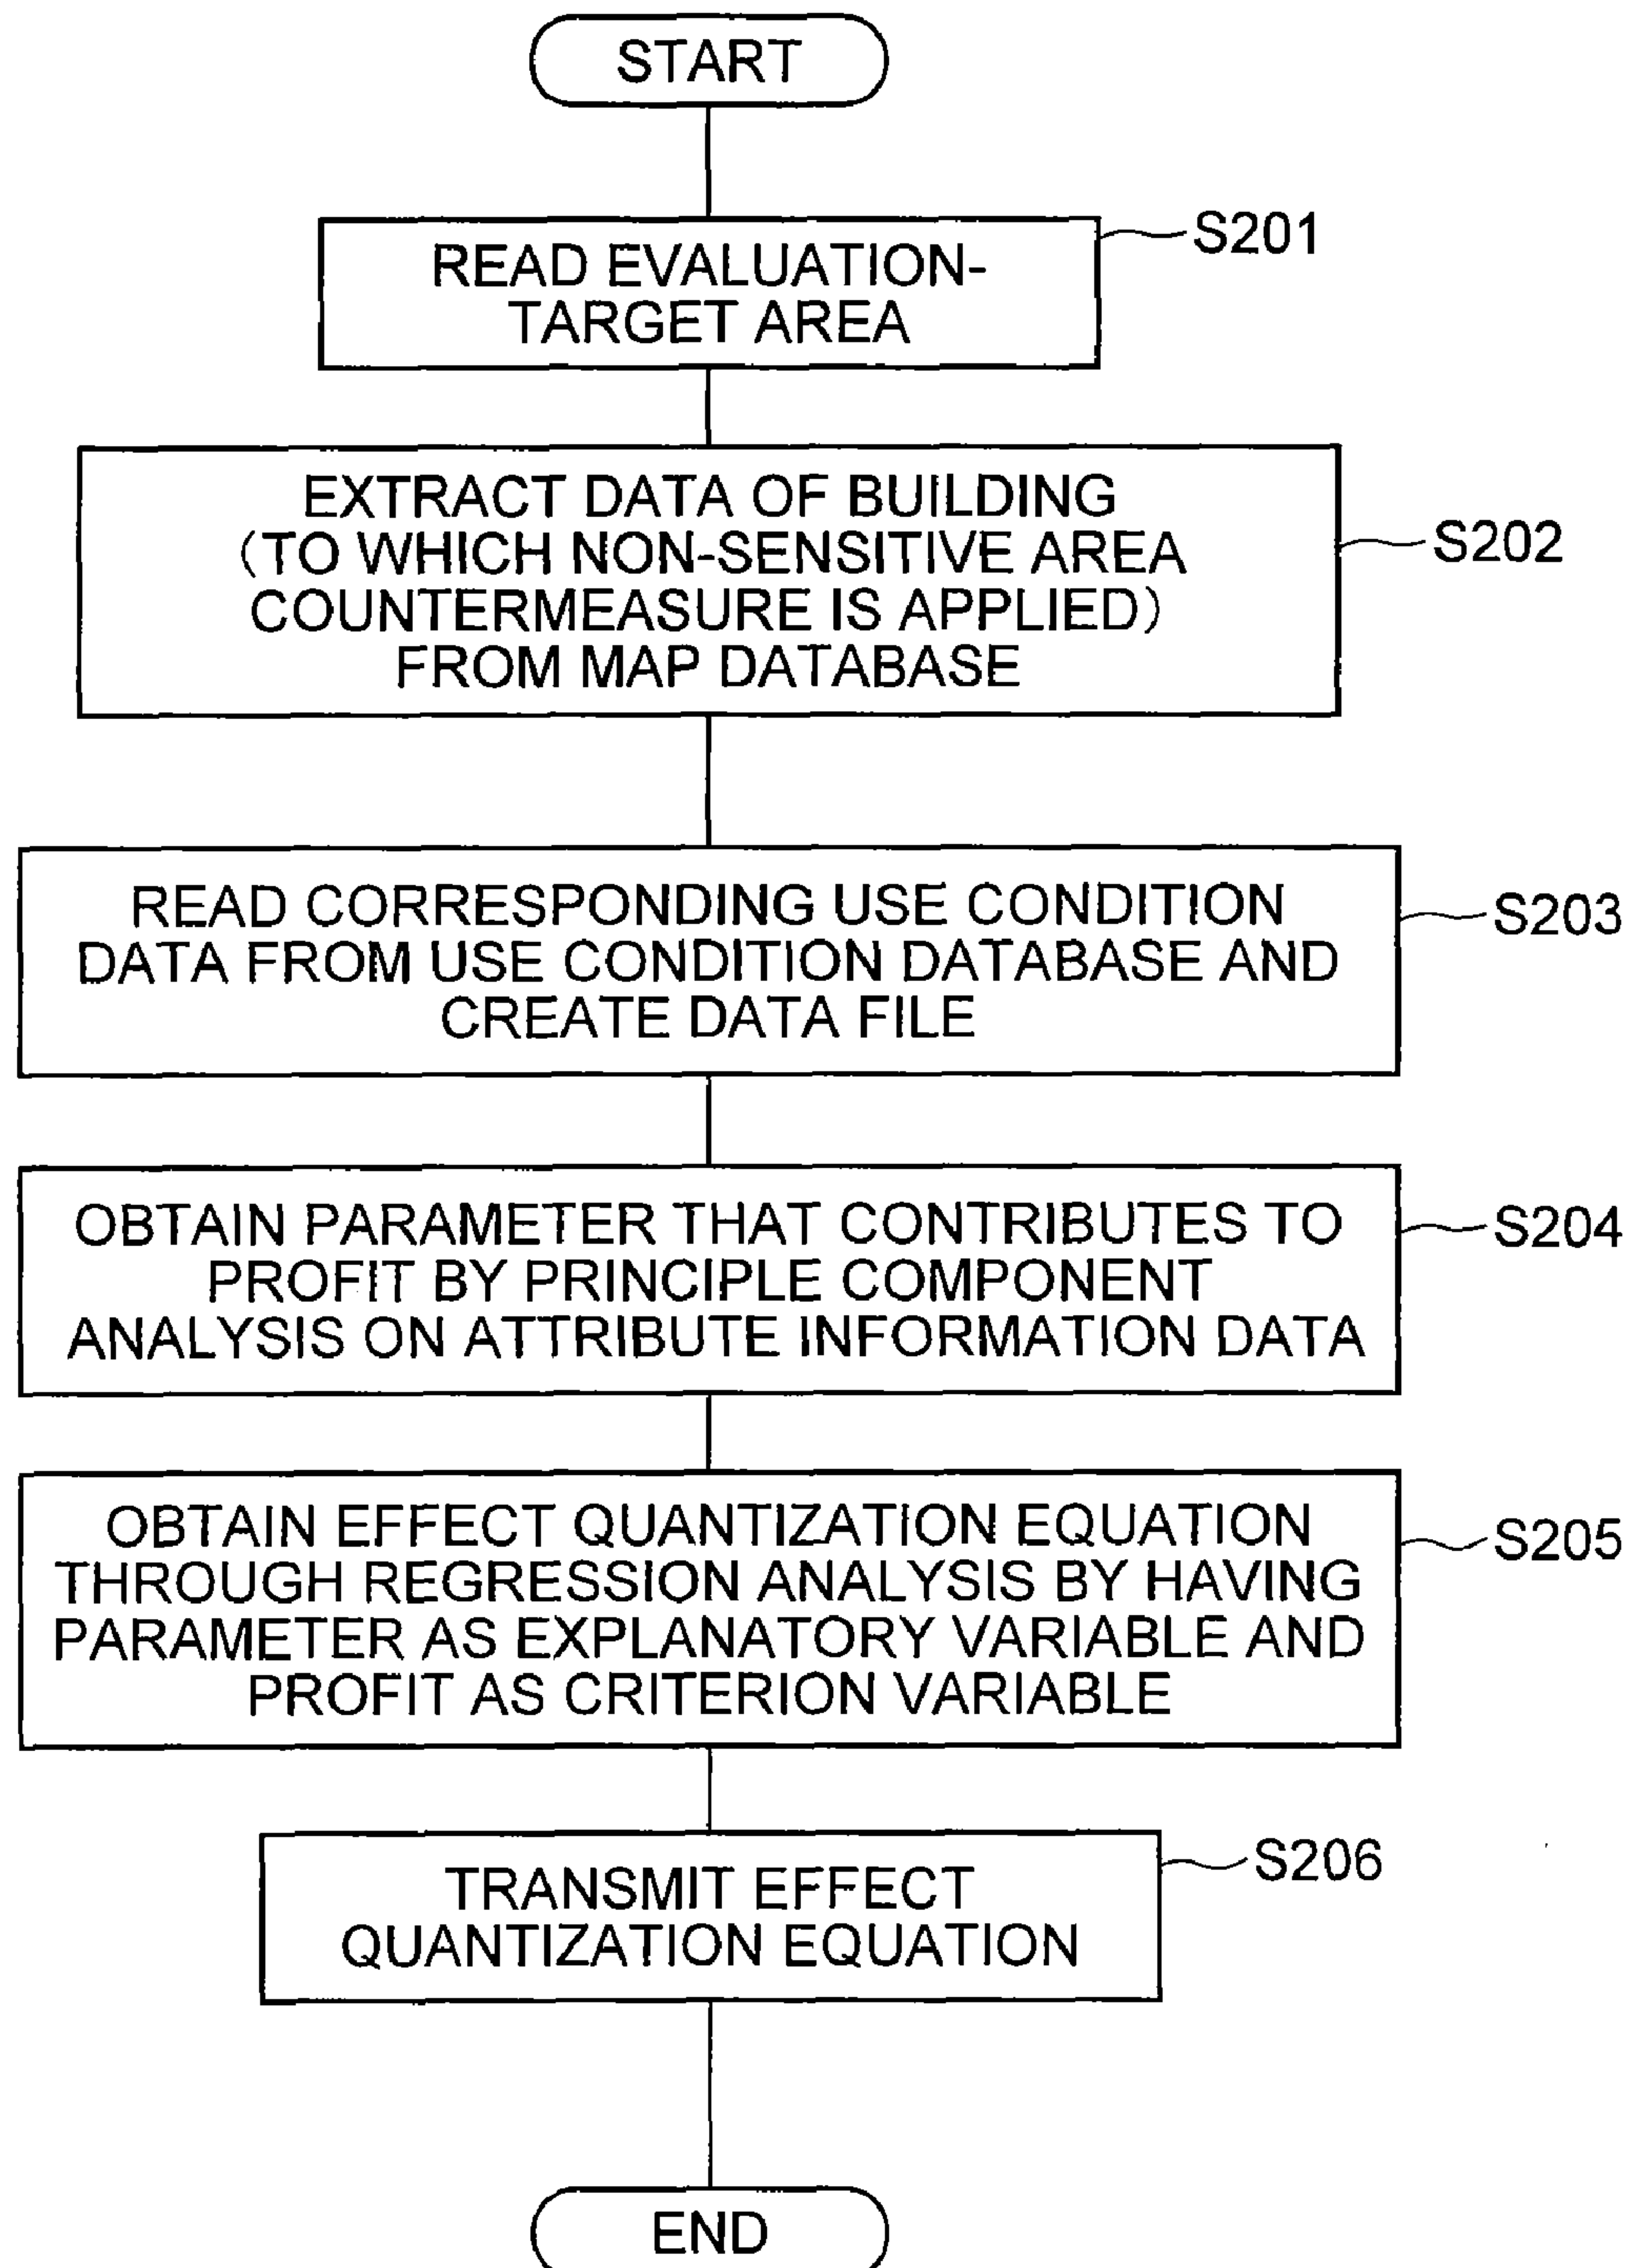 START
READ EVALUATION-
TARGET AREA
S201
EXTRACT DATA OF BUILDING
(TO WHICH NON-SENSITIVE AREA
COUNTERMEASURE IS APPLIED)
FROM MAP DATABASE
S202
READ CORRESPONDING USE CONDITION
DATA FROM USE CONDITION DATABASE AND
CREATE DATA FILE
S203
OBTAIN PARAMETER THAT CONTRIBUTES TO
PROFIT BY PRINCIPLE COMPONENT
ANALYSIS ON ATTRIBUTE INFORMATION DATA
S204
OBTAIN EFFECT QUANTIZATION EQUATION
THROUGH REGRESSION ANALYSIS BY HAVING
PARAMETER AS EXPLANATORY VARIABLE AND
PROFIT AS CRITERION VARIABLE
S205
TRANSMIT EFFECT
QUANTIZATION EQUATION
S206
END